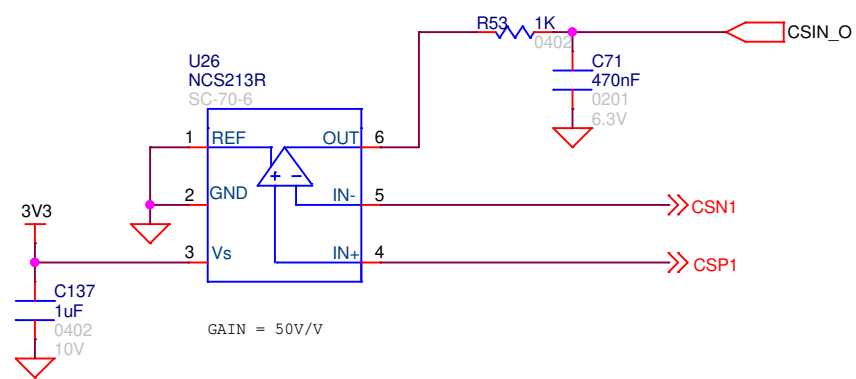 R53 1K
0402
CSIN_O
U26
NCS213R
SC-70-6
C71
470nF
0201
6.3V
1 REF OUT 6
+ −
2 GND IN- 5
CSN1
3V3
3 Vs IN+ 4
CSP1
C137
1uF
0402
10V
GAIN = 50V/V